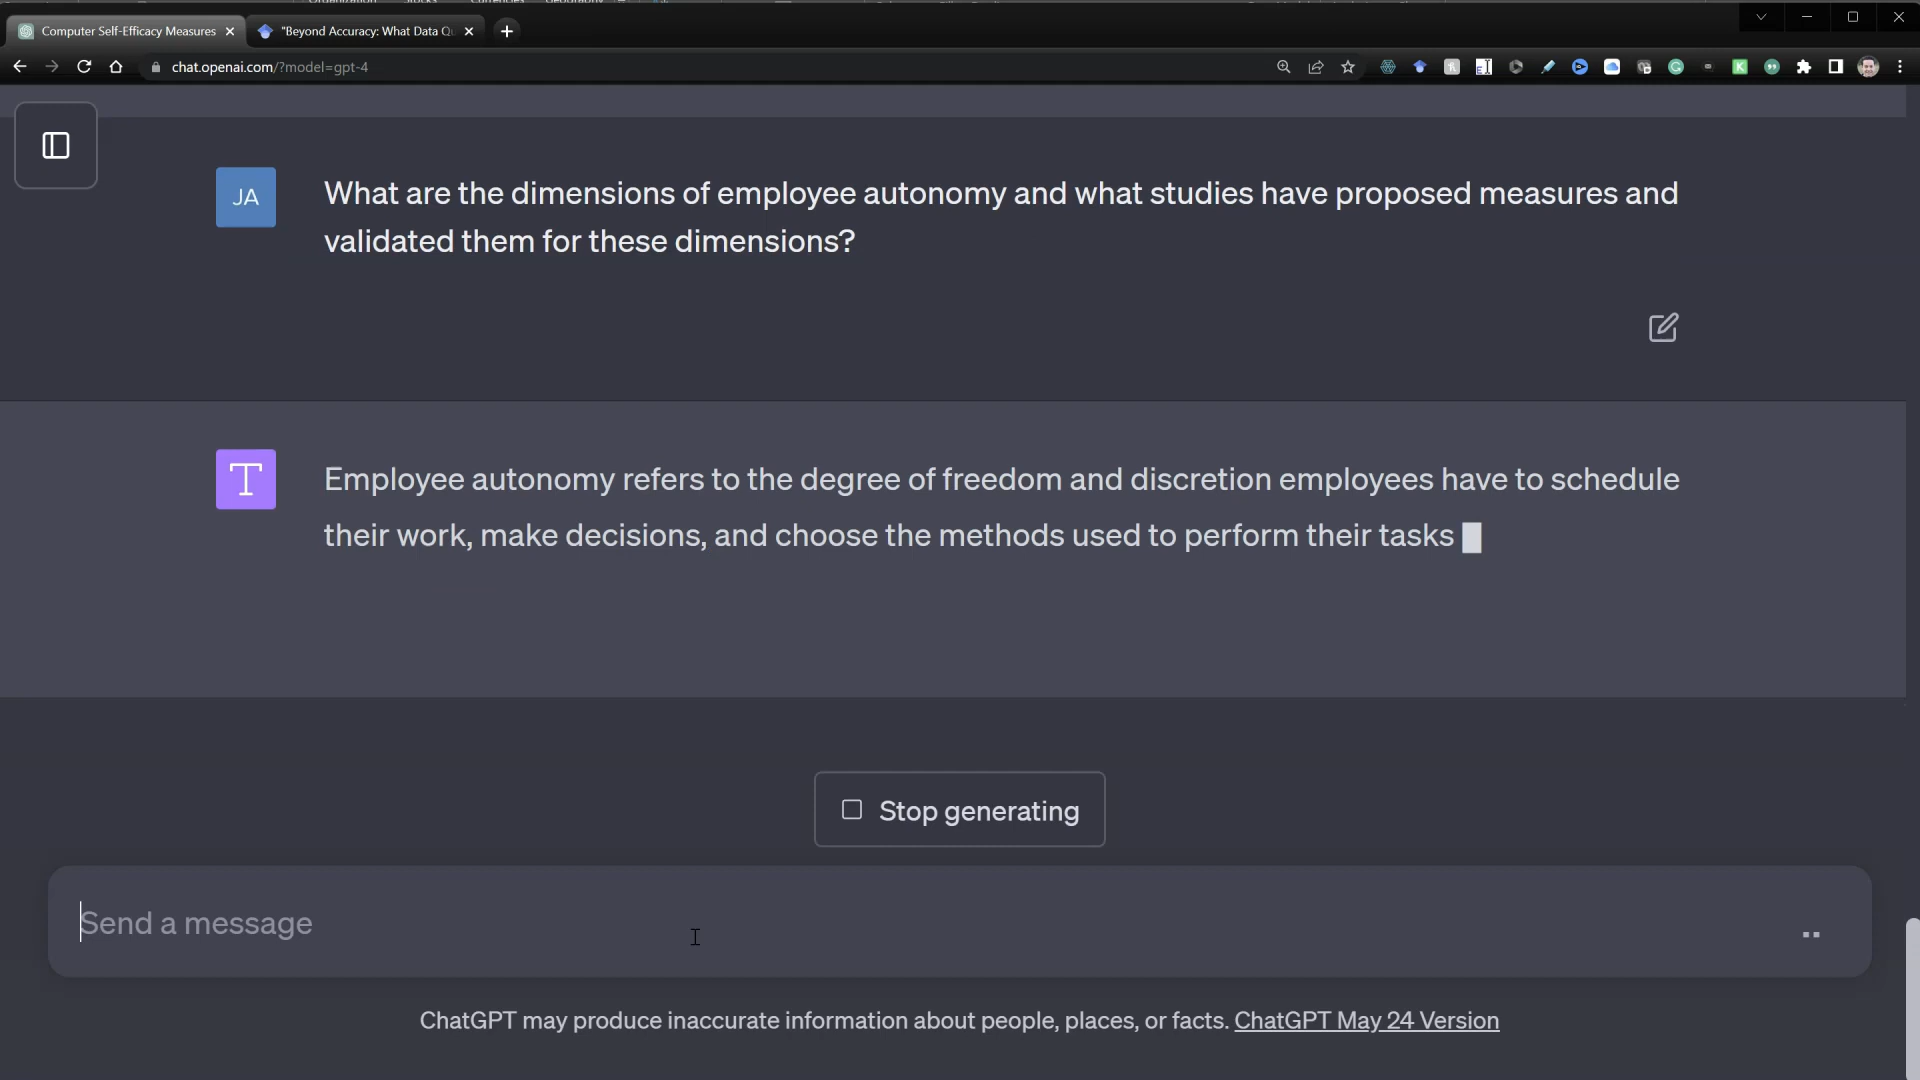 Computer Self-Efficacy Measures
"Beyond Accuracy: What Data Qu
chat.openai.com/?model=gpt-4
JA
What are the dimensions of employee autonomy and what studies have proposed measures and
validated them for these dimensions?
T
Employee autonomy refers to the degree of freedom and discretion employees have to schedule
their work, make decisions, and choose the methods used to perform their tasks
Stop generating
Send a message
ChatGPT may produce inaccurate information about people, places, or facts. ChatGPT May 24 Version